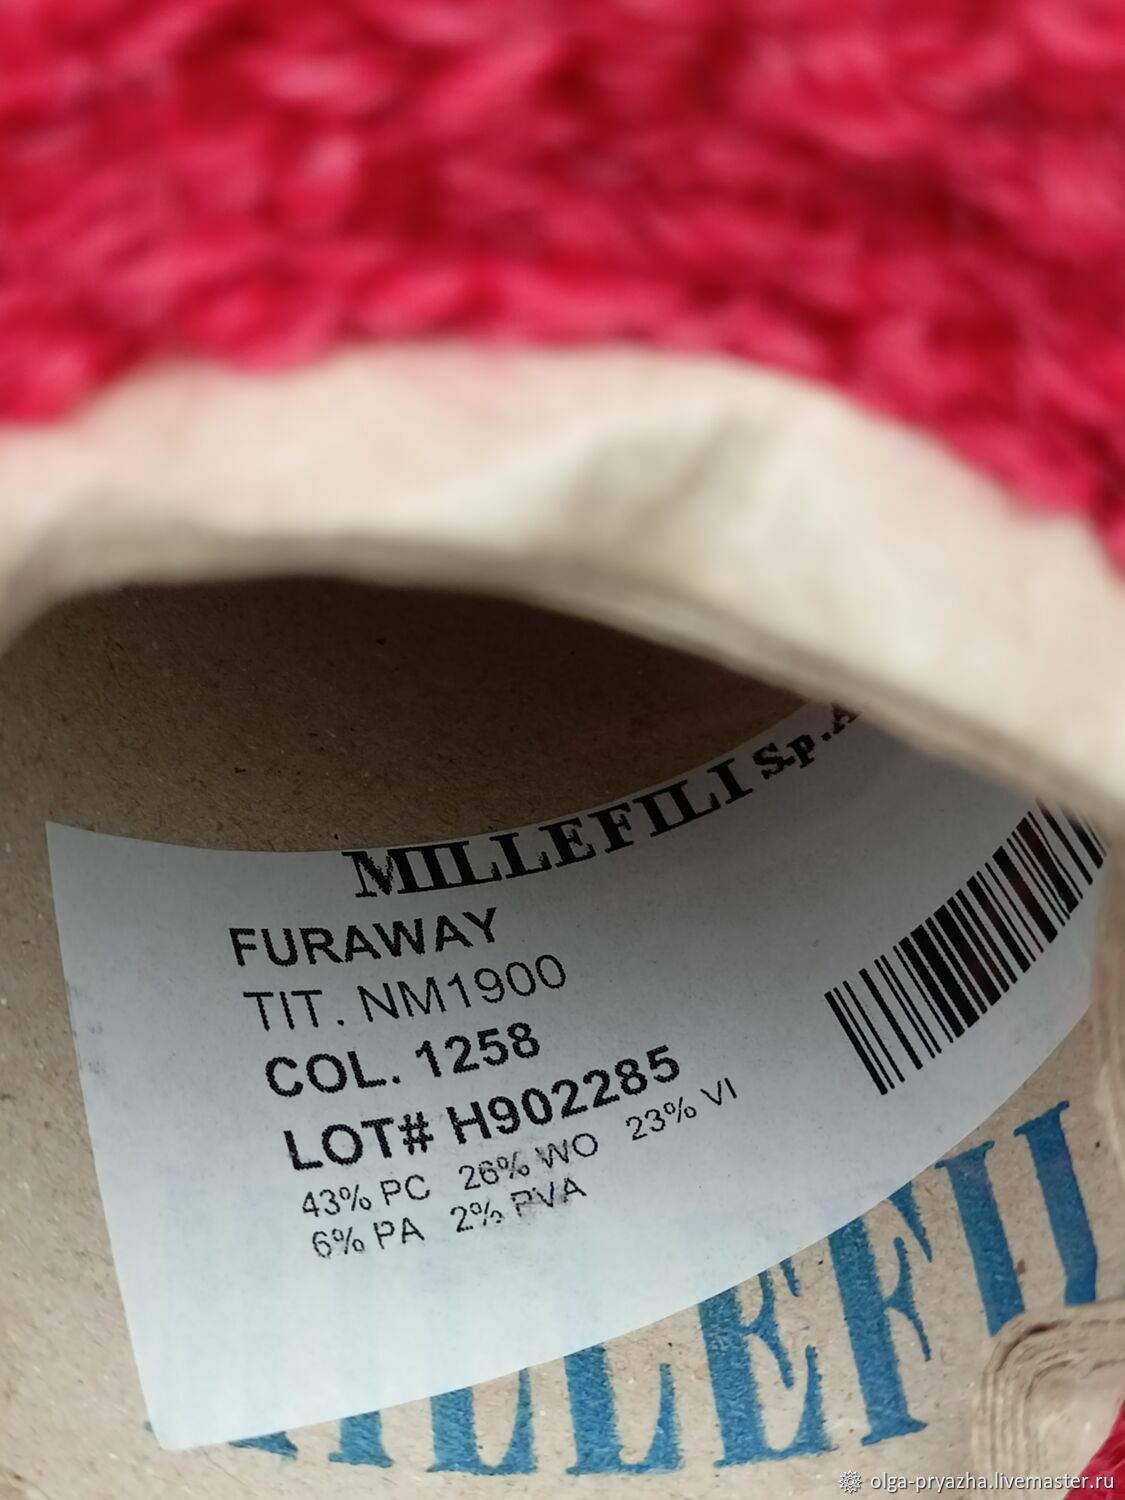 MILLEFILI S.p.A
FURAWAY
TIT. NM1900
COL. 1258
LOT# H902285
43% PC 26% WO 23% VI
6% PA 2% PVA
olga-pryazha.livemaster.ru